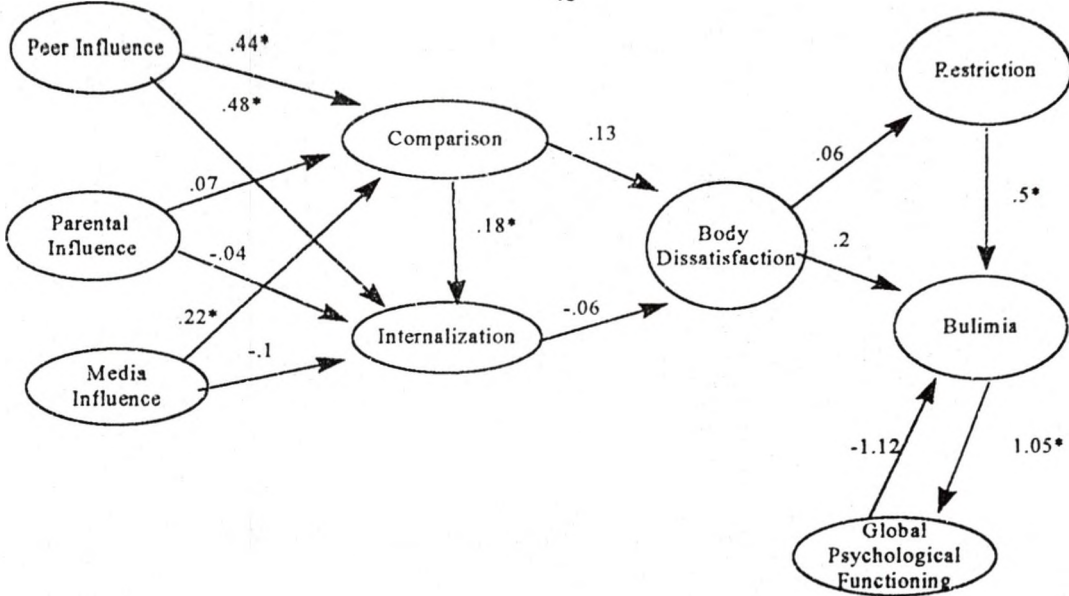 Peer Influence
.44*
.48*
Comparison
.13
Restriction
.06
.07
Parental
Influence
-.04
.18*
Body
Dissatisfaction
.5*
.2
.22*
-.1
Internalization
-.06
Bulimia
Media
Influence
-1.12
1.05*
Global
Psychological
Functioning